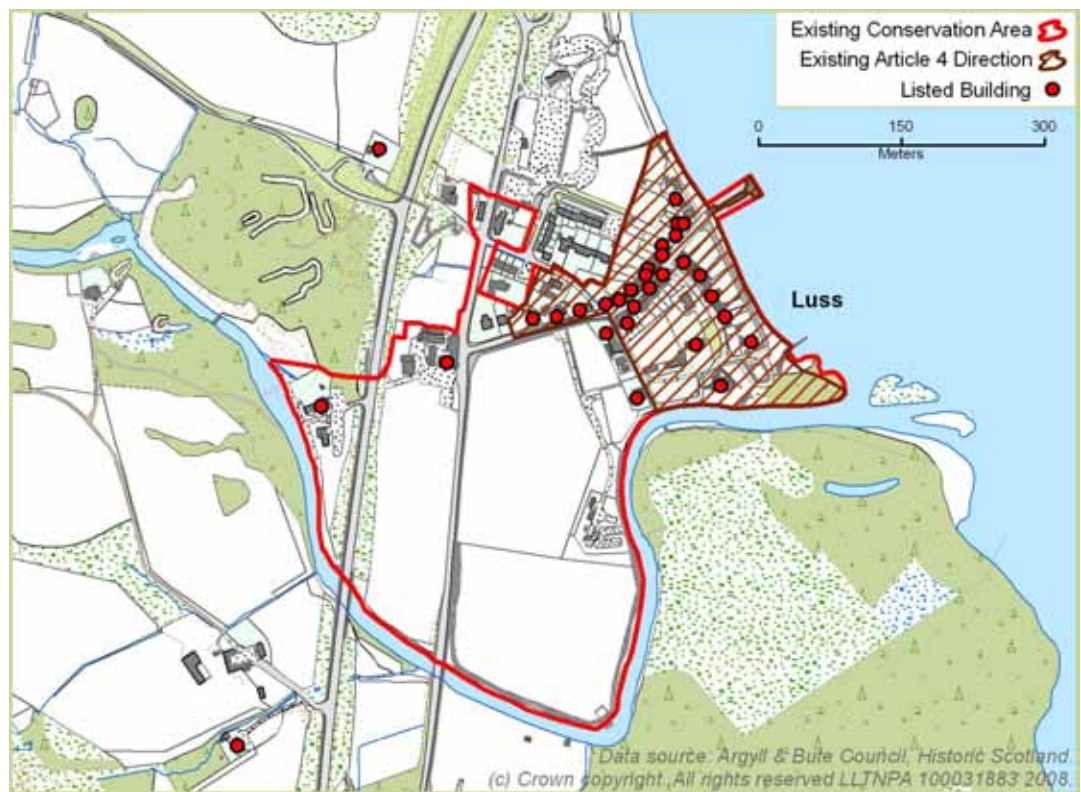 Existing Conservation Area
Existing Article 4 Direction
Listed Building
0 150 300
Meters
Luss
Data source: Argyll & Bute Council, Historic Scotland.
(c) Crown copyright. All rights reserved LLTNPA 100031883 2008.